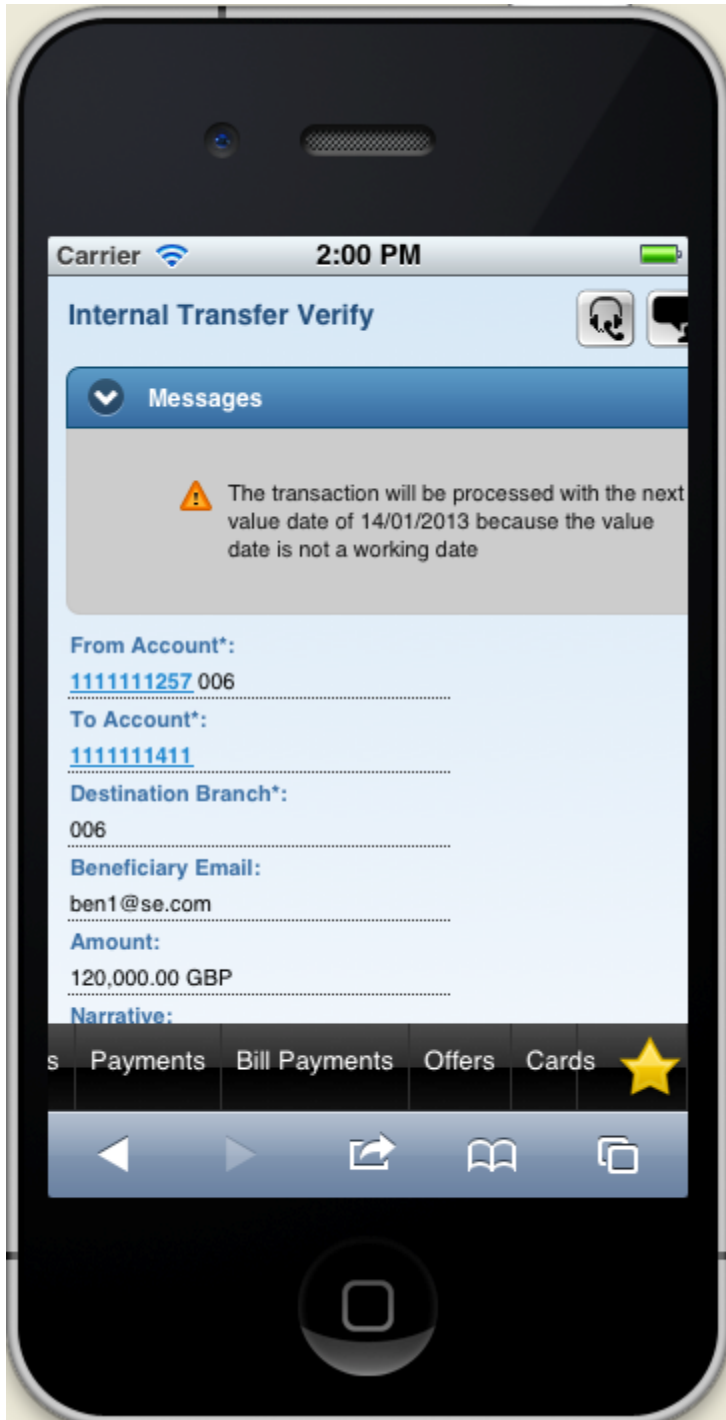 Carrier 2:00 PM
Internal Transfer Verify
Messages
The transaction will be processed with the next
value date of 14/01/2013 because the value
date is not a working date
From Account*:
1111111257 006
To Account*:
1111111411
Destination Branch*:
006
Beneficiary Email:
ben1@se.com
Amount:
120,000.00 GBP
Narrative:
s Payments Bill Payments Offers Cards